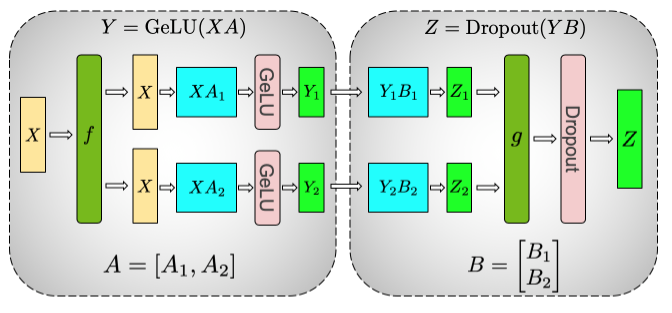 Y = GeLU(XA)
X
f
X
XA₁
GeLU
Y₁
X
XA₂
GeLU
Y₂
A = [A₁, A₂]
Z = Dropout(YB)
Y₁B₁
Z₁
Y₂B₂
Z₂
g
Dropout
Z
B = [B₁
B₂]